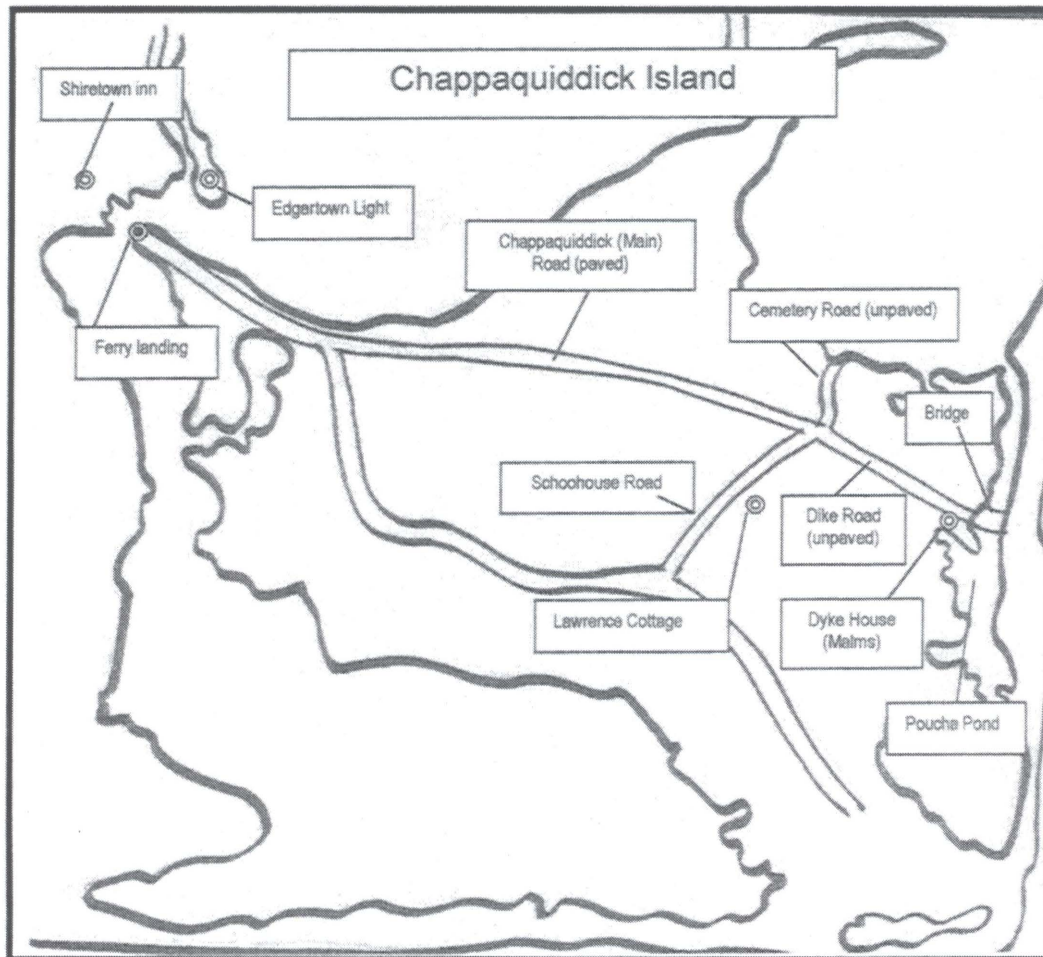 Chappaquiddick Island
Shiretown inn
Edgartown Light
Chappaquiddick (Main)
Road (paved)
Cemetery Road (unpaved)
Ferry landing
Bridge
Schoohouse Road
Dike Road
(unpaved)
Lawrence Cottage
Dyke House
(Malms)
Poucha Pond